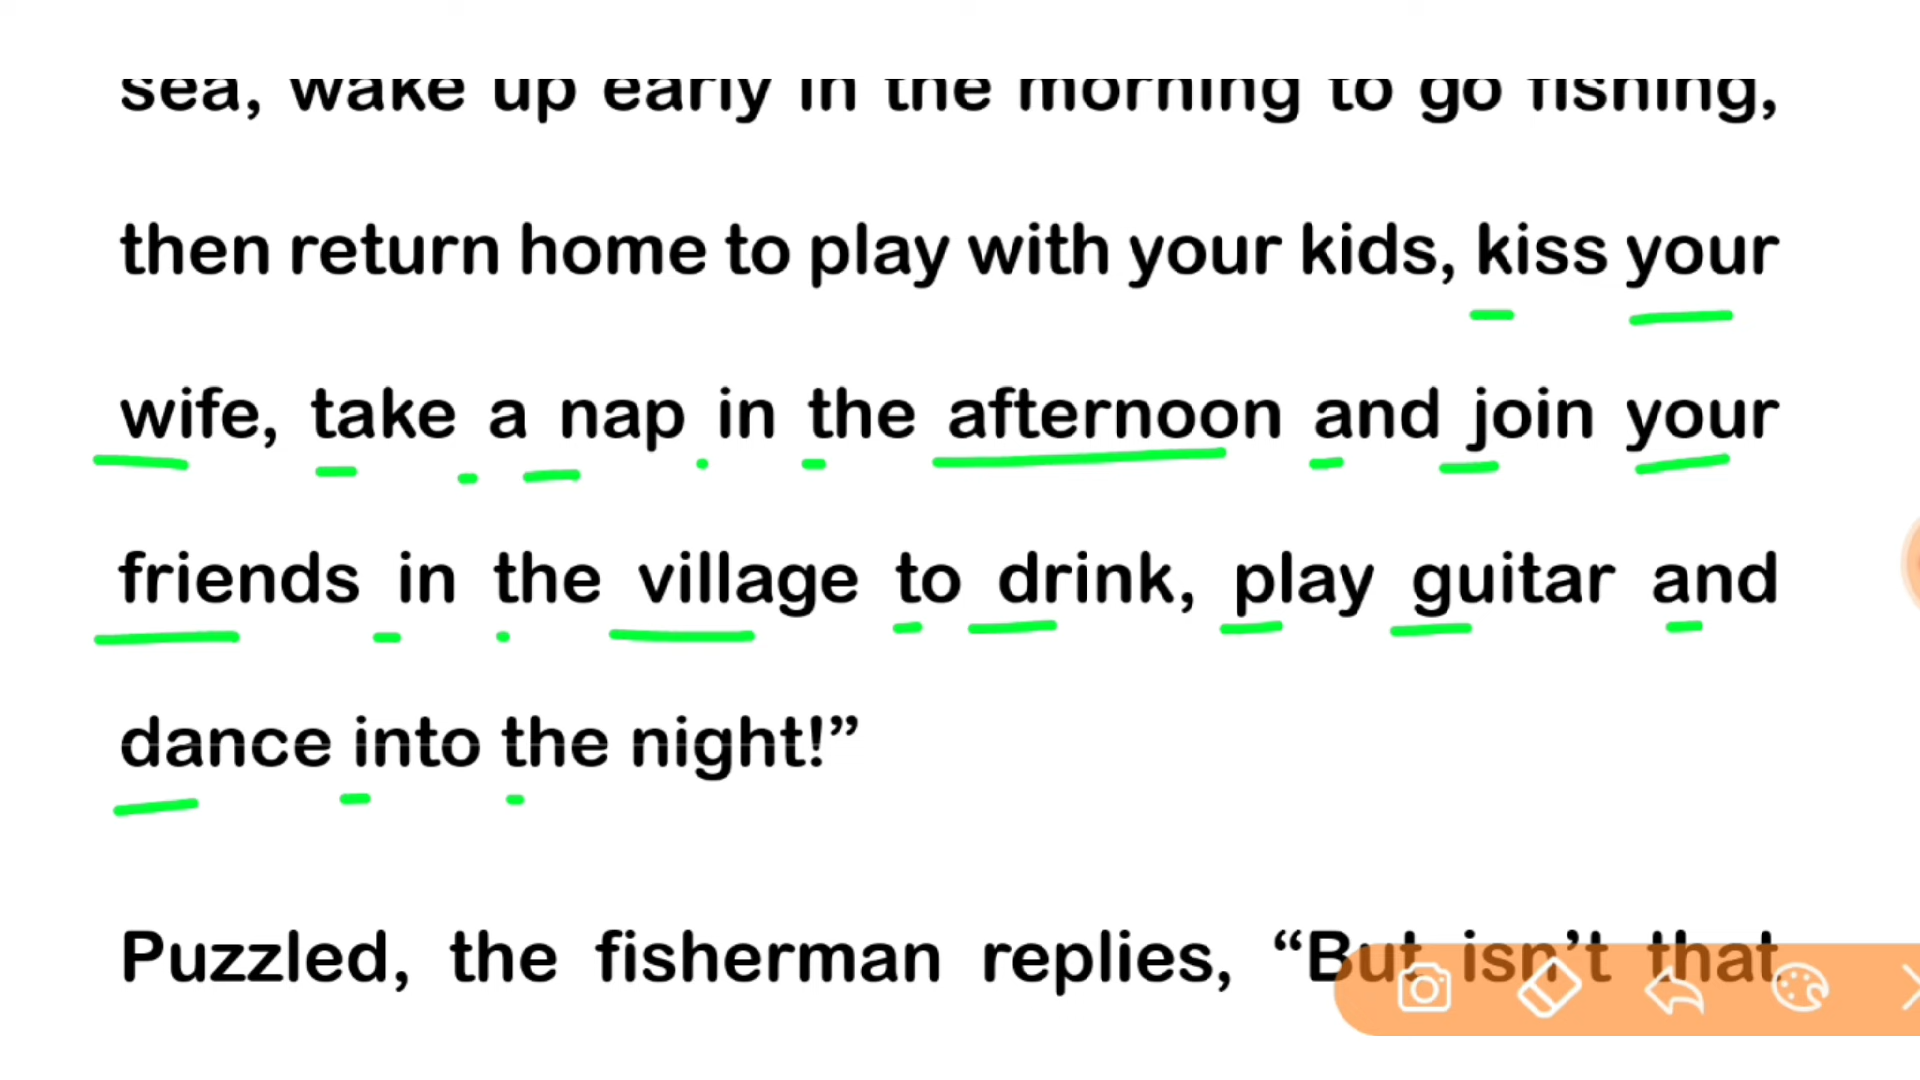 sea, wake up early in the morning to go fishing,
then return home to play with your kids, kiss your
wife, take a nap in the afternoon and join your
friends in the village to drink, play guitar and
dance into the night!”
Puzzled, the fisherman replies, “But isn’t that